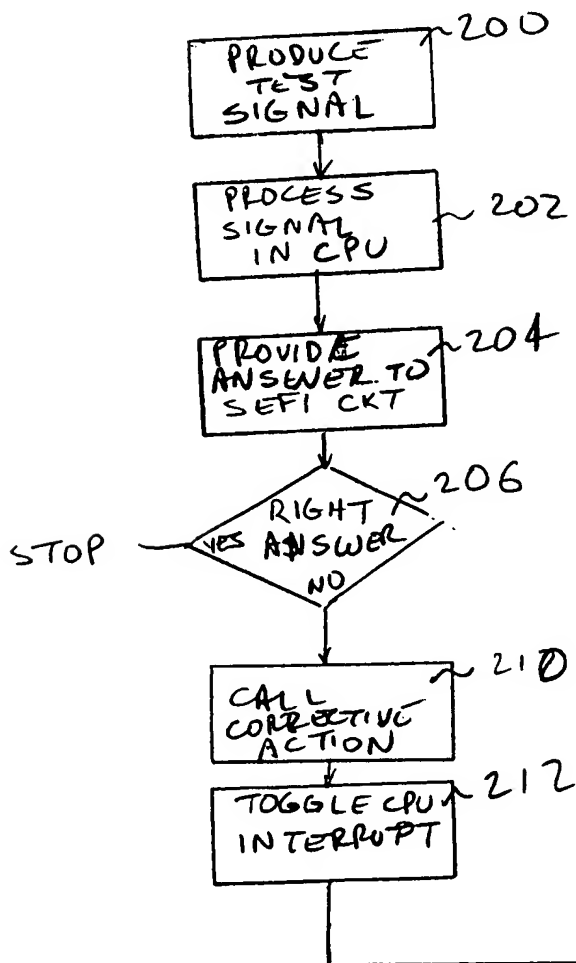 PRODUCE
TEST
SIGNAL
200
PROCESS
SIGNAL
IN CPU
202
PROVIDE
ANSWER TO
SEFI CKT
204
RIGHT
ANSWER
206
YES
NO
STOP
CALL
CORRECTIVE
ACTION
210
TOGGLE CPU
INTERRUPT
212